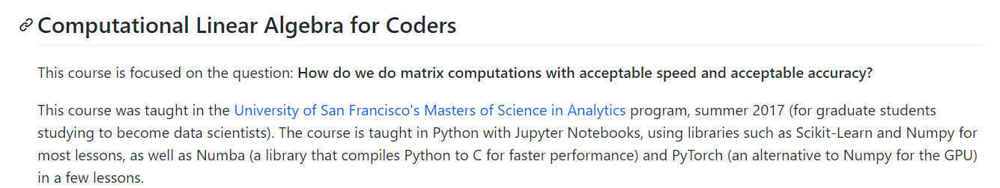 Computational Linear Algebra for Coders
This course is focused on the question: How do we do matrix computations with acceptable speed and acceptable accuracy?
This course was taught in the University of San Francisco's Masters of Science in Analytics program, summer 2017 (for graduate students
studying to become data scientists). The course is taught in Python with Jupyter Notebooks, using libraries such as Scikit-Learn and Numpy for
most lessons, as well as Numba (a library that compiles Python to C for faster performance) and PyTorch (an alternative to Numpy for the GPU)
in a few lessons.